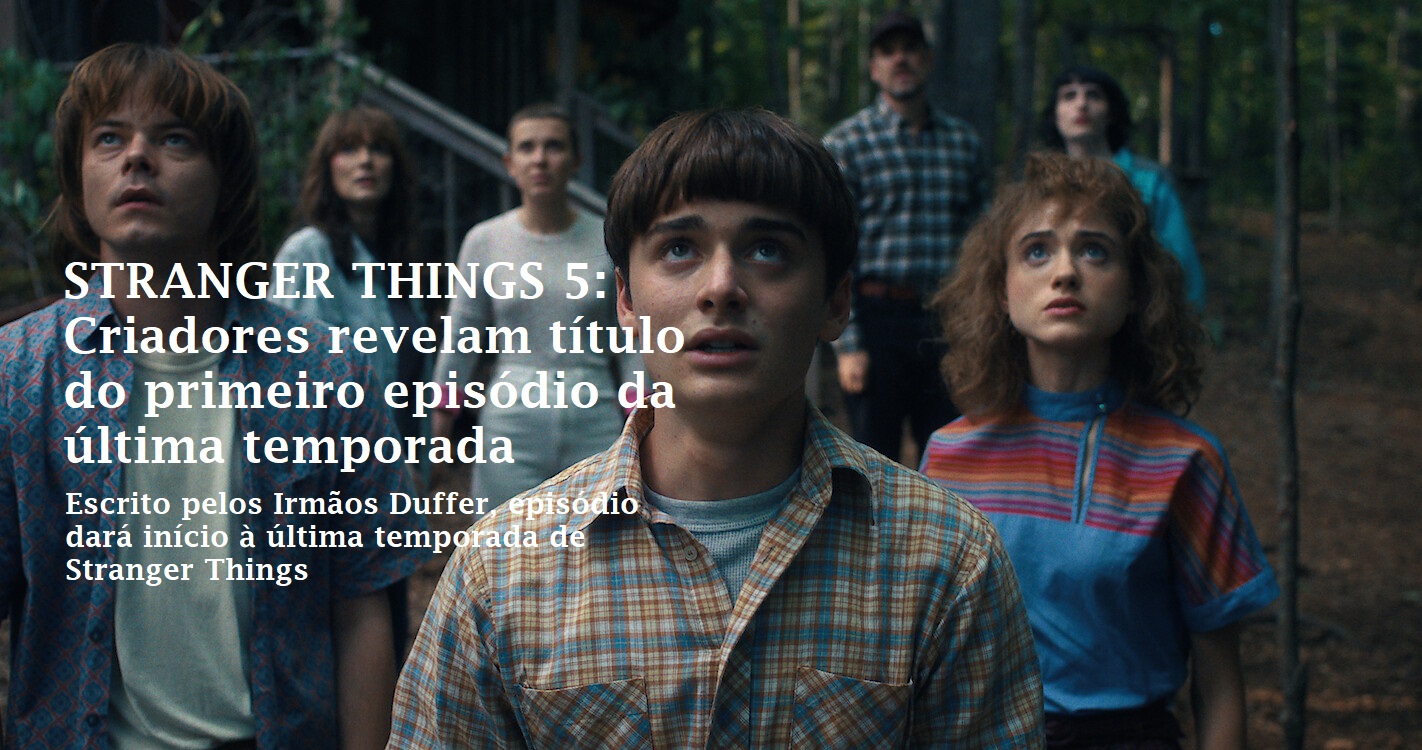 STRANGER THINGS 5:
Criadores revelam título
do primeiro episódio da
última temporada
Escrito pelos Irmãos Duffer, episódio
dará início à última temporada de
Stranger Things